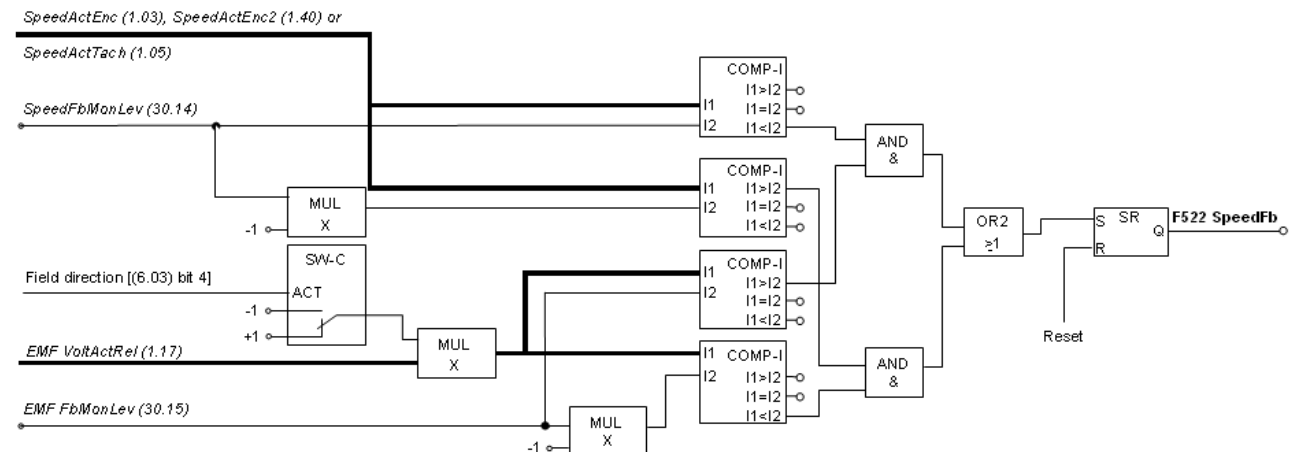 SpeedActEnc (1.03), SpeedActEnc2 (1.40) or
SpeedActTach (1.05)
SpeedFbMonLev (30.14)
COMP-I
I1>I2
I1 I1=I2
I2 I1<I2
AND
&
COMP-I
I1 I1>I2
I2 I1=I2
I1<I2
MUL
X
-1
OR2
≥1
S SR
Q
R
F522 SpeedFb
Reset
SW-C
Field direction [(6.03) bit 4]
ACT
-1
+1
COMP-I
I1 I1>I2
I2 I1=I2
I1<I2
EMF VoltActRel (1.17)
MUL
X
I1 COMP-I
I2 I1>I2
I1=I2
I1<I2
AND
&
EMF FbMonLev (30.15)
MUL
X
-1